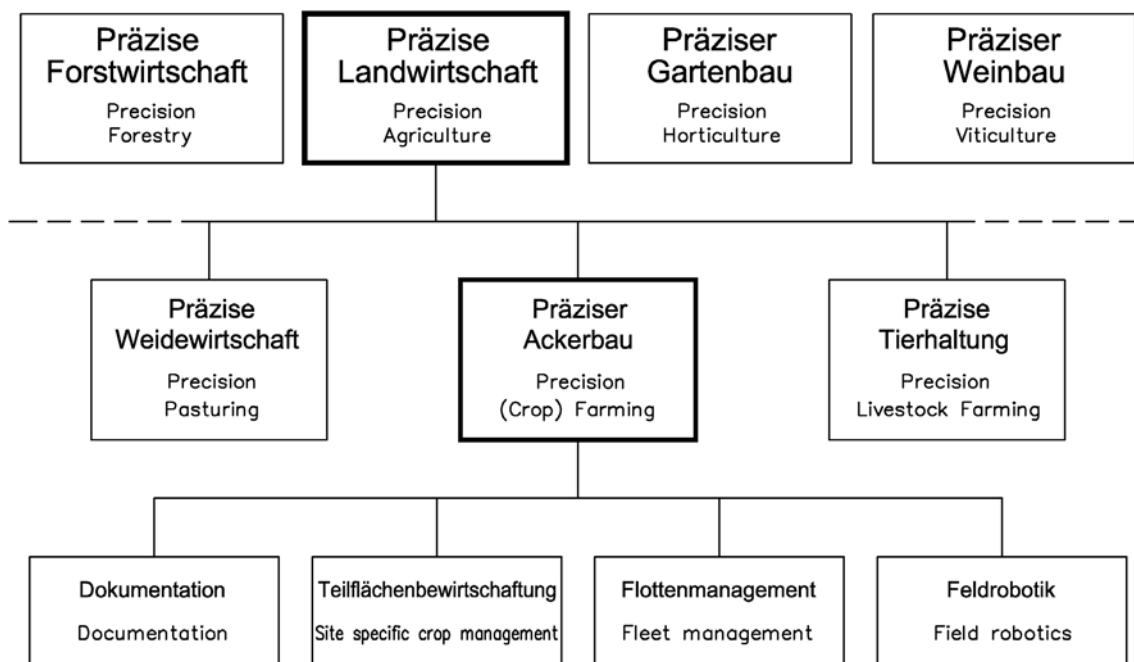 Präzise
Forstwirtschaft
Precision
Forestry
Präzise
Landwirtschaft
Precision
Agriculture
Präziser
Gartenbau
Precision
Horticulture
Präziser
Weinbau
Precision
Viticulture
Präzise
Weidewirtschaft
Precision
Pasturing
Präziser
Ackerbau
Precision
(Crop) Farming
Präzise
Tierhaltung
Precision
Livestock Farming
Dokumentation
Documentation
Teilflächenbewirtschaftung
Site specific crop management
Flottenmanagement
Fleet management
Feldrobotik
Field robotics